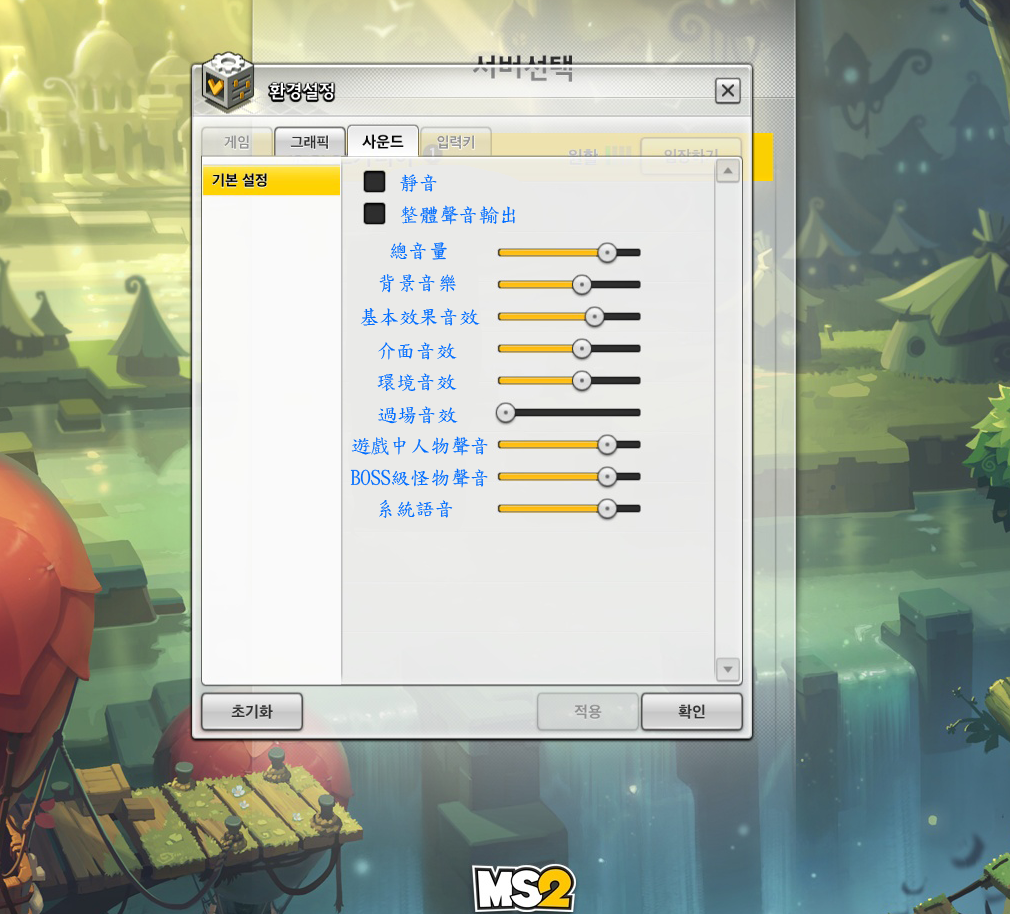 서버선택
환경설정
게임 그래픽 사운드 입력키
입장하기
기본 설정
靜音
整體聲音輸出
總音量
背景音樂
基本效果音效
介面音效
環境音效
過場音效
遊戲中人物聲音
BOSS級怪物聲音
系統語音
초기화 적용 확인
MS2